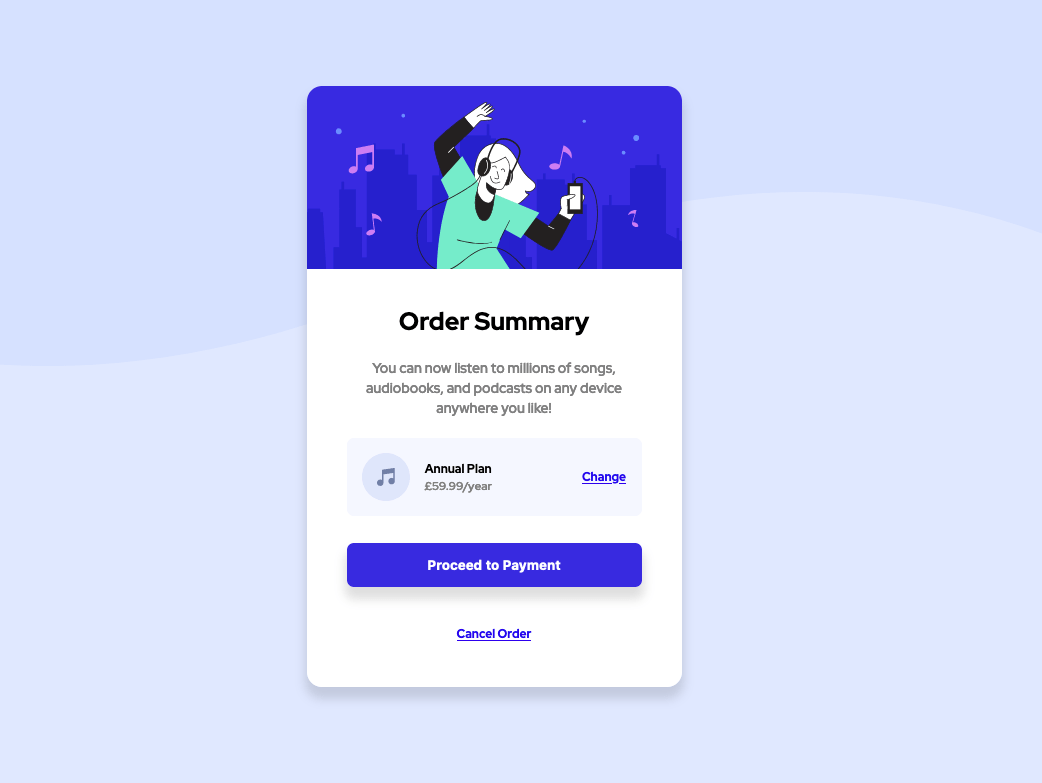 Order Summary
You can now listen to millions of songs,
audiobooks, and podcasts on any device
anywhere you like!
Annual Plan
£59.99/year
Change
Proceed to Payment
Cancel Order